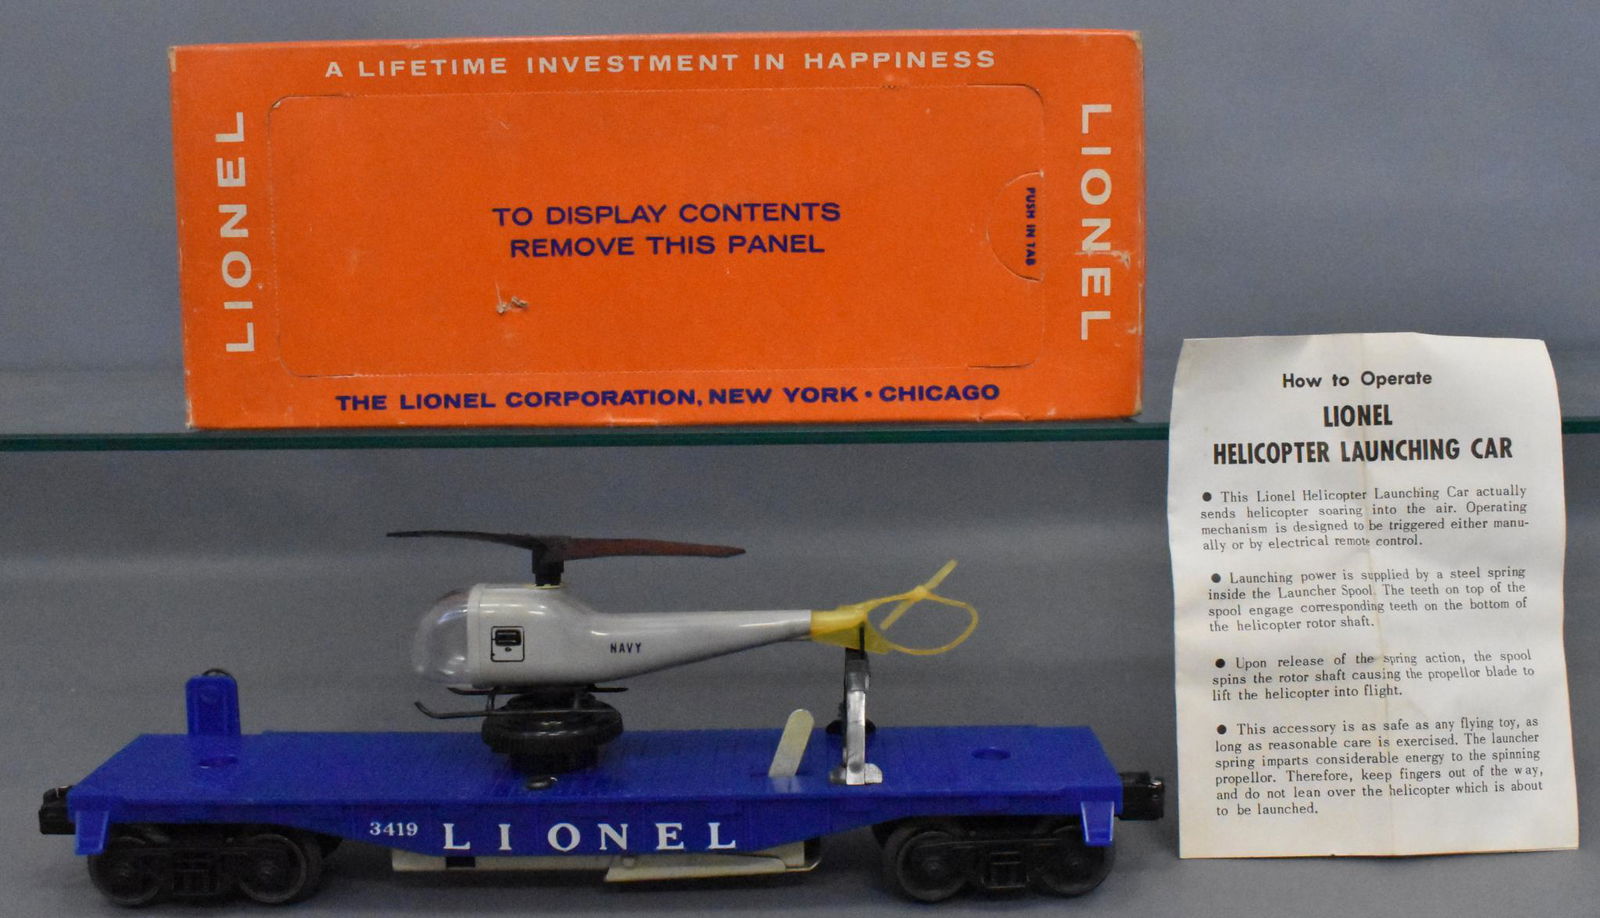 A LIFETIME INVESTMENT IN HAPPINESS
LIONEL
TO DISPLAY CONTENTS
REMOVE THIS PANEL
PUSH IN TAB
LIONEL
THE LIONEL CORPORATION, NEW YORK • CHICAGO
NAVY
3419 LIONEL
How to Operate
LIONEL
HELICOPTER LAUNCHING CAR
● This Lionel Helicopter Launching Car actually
sends helicopter soaring into the air. Operating
mechanism is designed to be triggered either manu-
ally or by electrical remote control.
● Launching power is supplied by a steel spring
inside the Launcher Spool. The teeth on top of the
spool engage corresponding teeth on the bottom of
the helicopter rotor shaft.
● Upon release of the spring action, the spool
spins the rotor shaft causing the propellor blade to
lift the helicopter into flight.
● This accessory is as safe as any flying toy, as
long as reasonable care is exercised. The launcher
spring imparts considerable energy to the spinning
propellor. Therefore, keep fingers out of the way,
and do not lean over the helicopter which is about
to be launched.